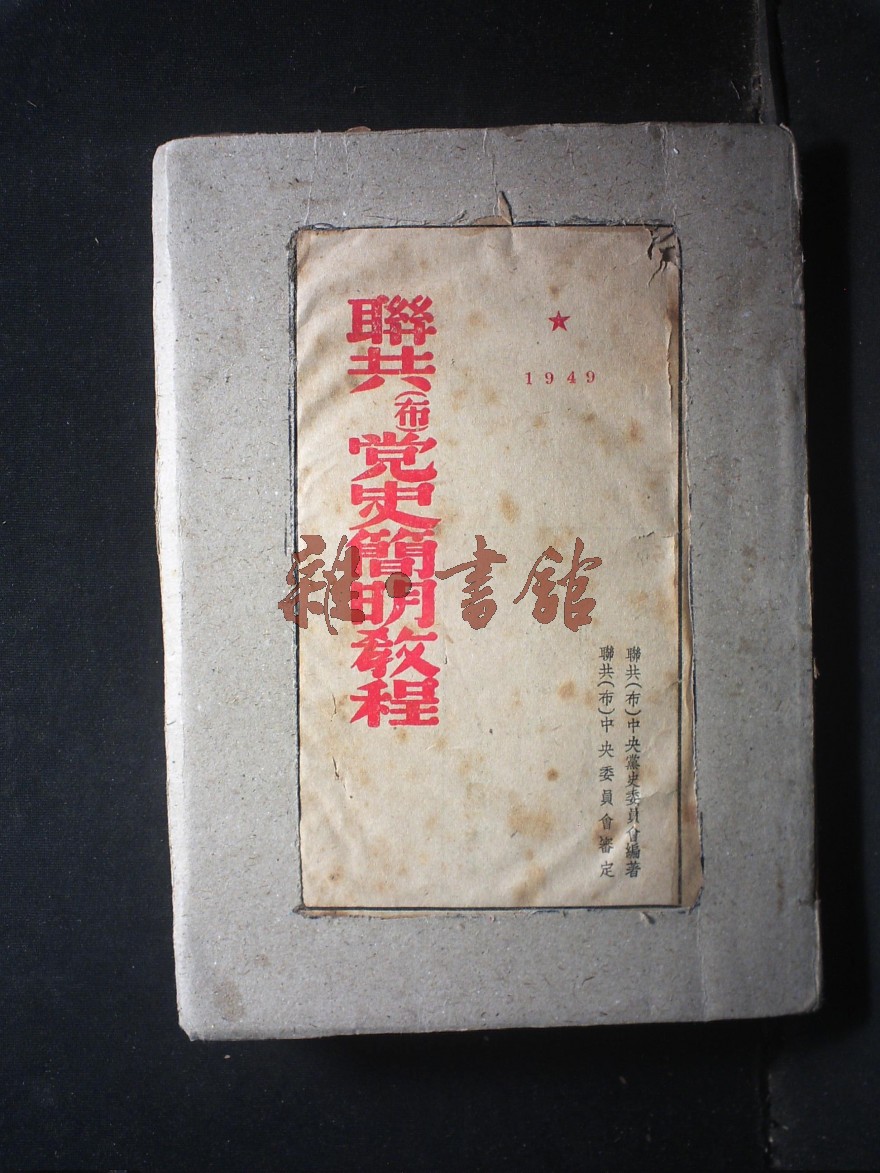 聯共(布)党史簡明教程
★
1949
聯共(布)中央黨史委員會編著
聯共(布)中央委員會審定
雜·書館